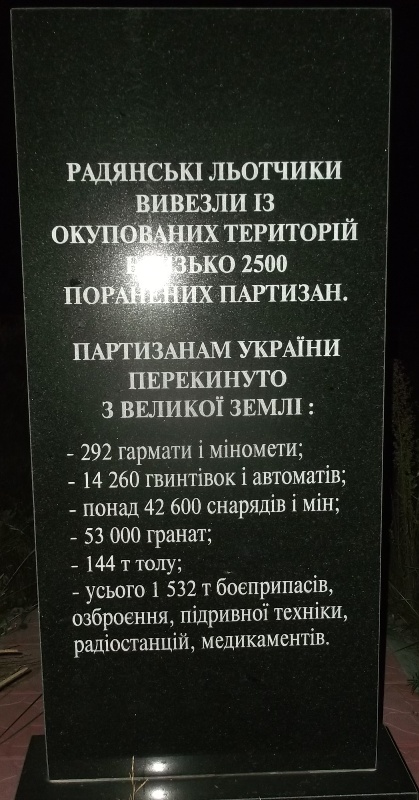 РАДЯНСЬКІ ЛЬОТЧИКИ
ВИВЕЗЛИ ІЗ
ОКУПОВАНИХ ТЕРИТОРІЙ
БЛИЗЬКО 2500
ПОРАНЕНИХ ПАРТИЗАН.
ПАРТИЗАНАМ УКРАЇНИ
ПЕРЕКИНУТО
З ВЕЛИКОЇ ЗЕМЛІ :
- 292 гармати і міномети;
- 14 260 гвинтівок і автоматів;
- понад 42 600 снарядів і мін;
- 53 000 гранат;
- 144 т толу;
- усього 1 532 т боєприпасів,
озброєння, підривної техніки,
радіостанцій, медикаментів.